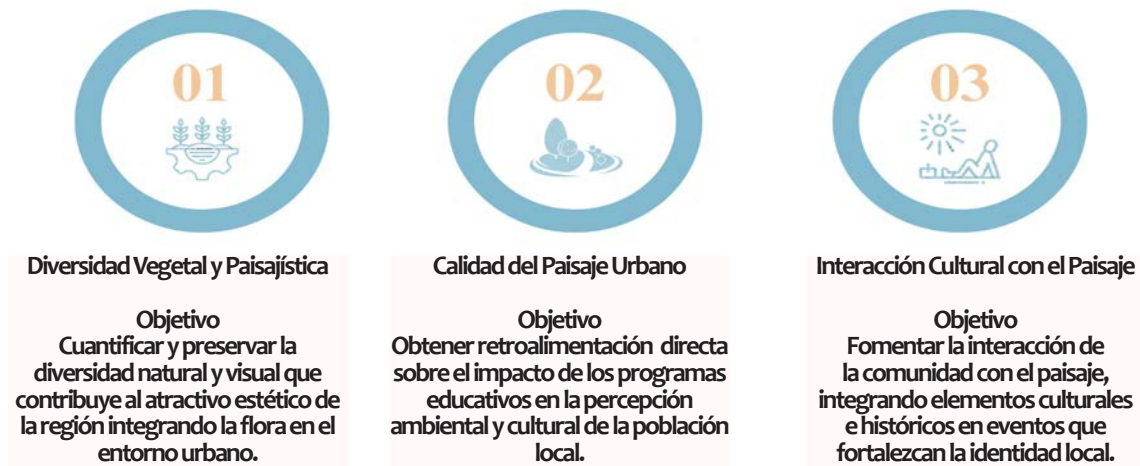 01
Diversidad Vegetal y Paisajística
Objetivo
Cuantificar y preservar la
diversidad natural y visual que
contribuye al atractivo estético de
la región integrando la flora en el
entorno urbano.
02
Calidad del Paisaje Urbano
Objetivo
Obtener retroalimentación directa
sobre el impacto de los programas
educativos en la percepción
ambiental y cultural de la población
local.
03
Interacción Cultural con el Paisaje
Objetivo
Fomentar la interacción de
la comunidad con el paisaje,
integrando elementos culturales
e históricos en eventos que
fortalezcan la identidad local.